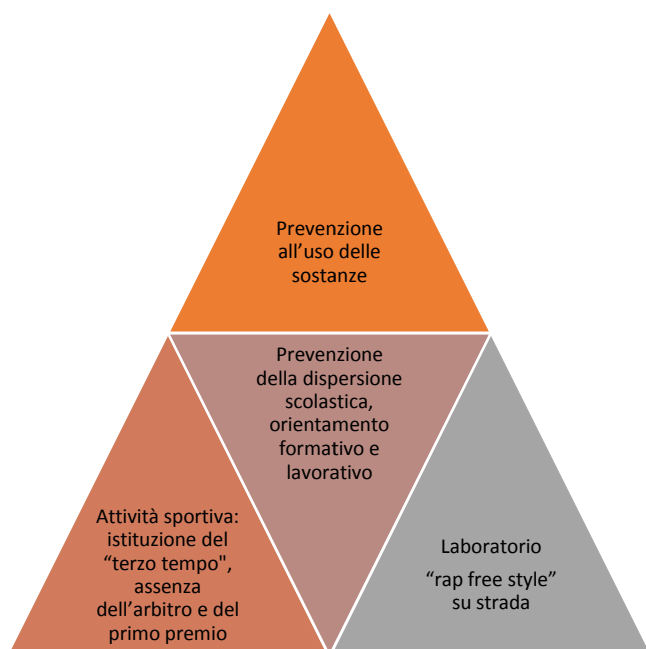 Prevenzione
all’uso delle
sostanze
Prevenzione
della dispersione
scolastica,
orientamento
formativo e
lavorativo
Attività sportiva:
istituzione del
“terzo tempo",
assenza
dell’arbitro e del
primo premio
Laboratorio
“rap free style”
su strada